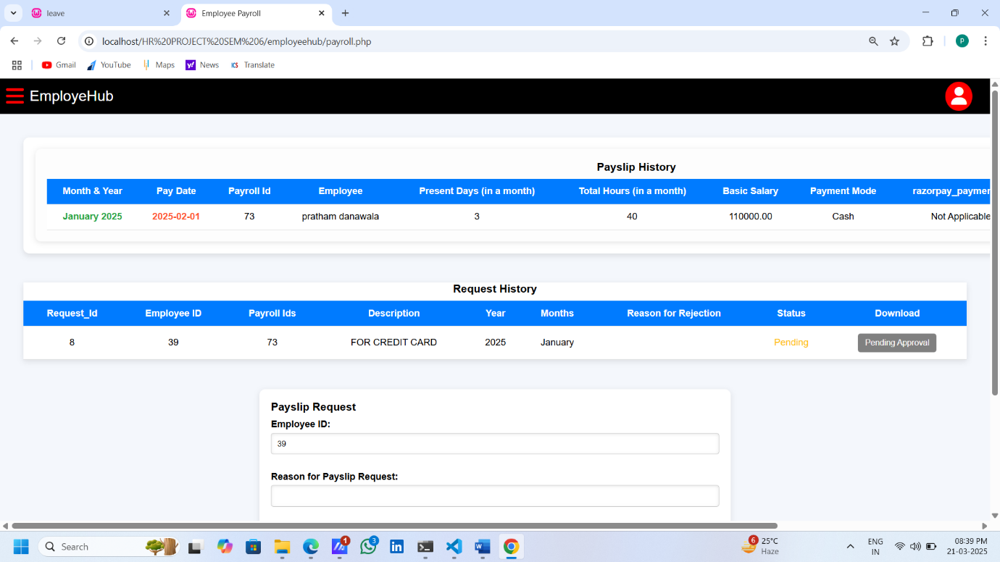 leave
Employee Payroll
localhost/HR%20PROJECT%20SEM%206/employeehub/payroll.php
P
Gmail YouTube Maps News Translate
EmployeHub
Payslip History
Month & Year Pay Date Payroll Id Employee Present Days (in a month) Total Hours (in a month) Basic Salary Payment Mode razorpay_paymen
January 2025 2025-02-01 73 pratham danawala 3 40 110000.00 Cash Not Applicable
Request History
Request_Id Employee ID Payroll Ids Description Year Months Reason for Rejection Status Download
8 39 73 FOR CREDIT CARD 2025 January Pending Pending Approval
Payslip Request
Employee ID:
39
Reason for Payslip Request:
Search
1
3
6
25°C
Haze
ENG
IN
08:39 PM
21-03-2025